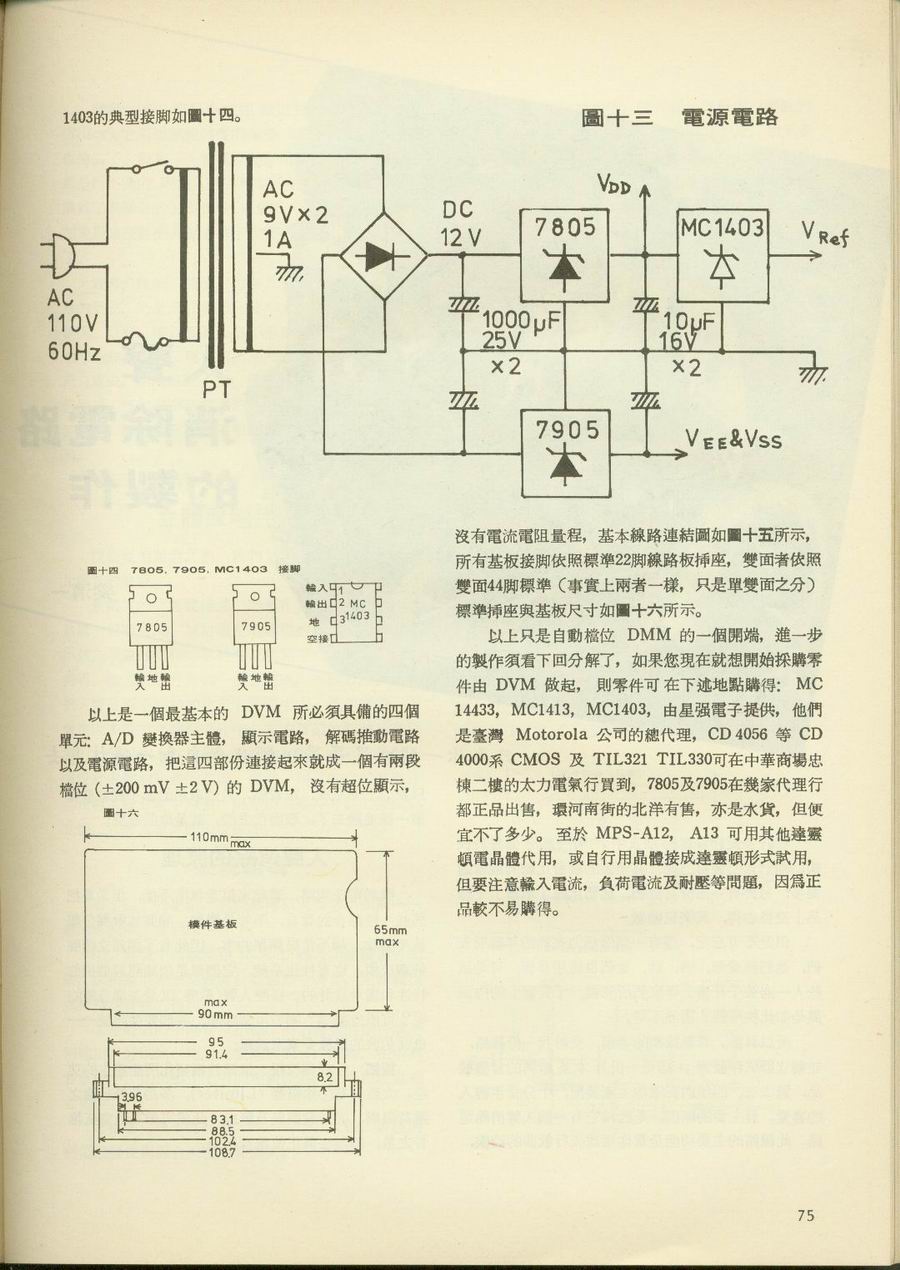 1403的典型接脚如圖十四。
圖十三 電源電路
AC
9V×2
1A
DC
12V
7805
VDD
MC1403
VRef
AC
110V
60Hz
PT
1000μF
25V
×2
10μF
16V
×2
7905
VEE&VSS
圖十四 7805, 7905, MC1403 接脚
7805
輸入 地 輸出
7905
輸入 地 輸出
輸入 1
輸出 2 MC
地 3 1403
空接
以上是一個最基本的 DVM 所必須具備的四個
單元: A/D 變換器主體, 顯示電路, 解碼推動電路
以及電源電路, 把這四部份連接起來就成一個有兩段
檔位 (±200 mV ±2 V) 的 DVM, 沒有超位顯示,
圖十六
110mm max
模件基板
65mm
max
max
90mm
95
91.4
8.2
3.96
83.1
88.5
102.4
108.7
沒有電流電阻量程, 基本線路連結圖如圖十五所示,
所有基板接脚依照標準22脚線路板插座, 雙面者依照
雙面44脚標準 (事實上兩者一樣, 只是單雙面之分)
標準插座與基板尺寸如圖十六所示。
以上只是自動檔位 DMM 的一個開端, 進一步
的製作須看下回分解了, 如果您現在就想開始採購零
件由 DVM 做起, 則零件可在下述地點購得: MC
14433, MC1413, MC1403, 由星强電子提供, 他們
是臺灣 Motorola 公司的總代理, CD 4056 等 CD
4000系 CMOS 及 TIL321 TIL330可在中華商場忠
棟二樓的太力電氣行買到, 7805及7905在幾家代理行
都正品出售, 環河南街的北洋有售, 亦是水貨, 但便
宜不了多少。 至於 MPS-A12, A13 可用其他達靈
頓電晶體代用, 或自行用晶體接成達靈頓形式試用,
但要注意輸入電流, 負荷電流及耐壓等問題, 因爲正
品較不易購得。
75